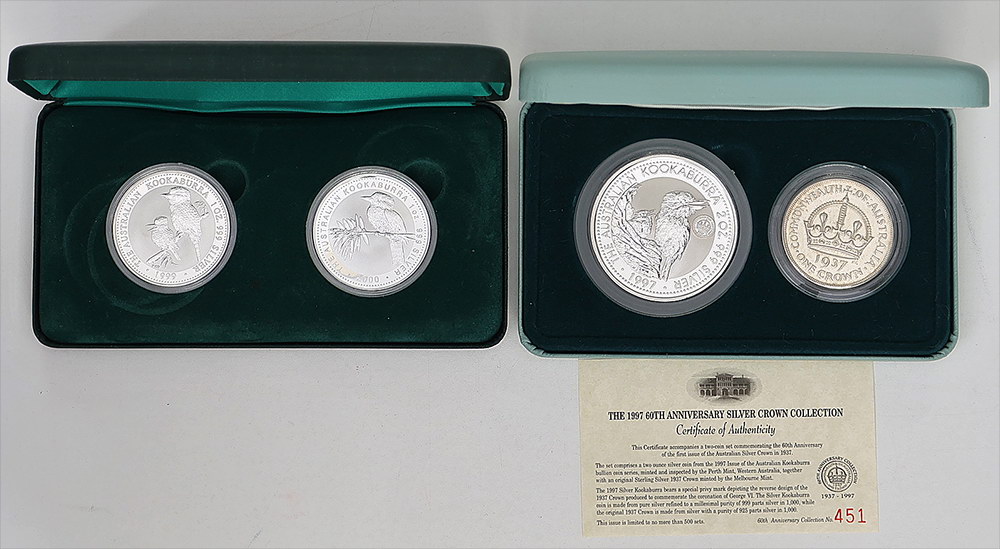 THE AUSTRALIAN KOOKABURRA 1 OZ 999 SILVER
1999
THE AUSTRALIAN KOOKABURRA 1 OZ 999 SILVER
2000
THE AUSTRALIAN KOOKABURRA 2 OZ 999 SILVER
1997
COMMONWEALTH OF AUSTRALIA
1937
ONE CROWN
THE 1997 60TH ANNIVERSARY SILVER CROWN COLLECTION
Certificate of Authenticity
This Certificate accompanies a two-coin set commemorating the 60th Anniversary
of the first issue of the Australian Silver Crown in 1937.
The set comprises a two ounce silver coin from the 1997 Issue of the Australian Kookaburra
bullion coin series, minted and inspected by the Perth Mint, Western Australia, together
with an original Sterling Silver 1937 Crown minted by the Melbourne Mint.
The 1997 Silver Kookaburra bears a special privy mark depicting the reverse design of the
1937 Crown produced to commemorate the coronation of George VI. The Silver Kookaburra
coin is made from pure silver refined to a millesimal purity of 999 parts silver in 1,000, while
the original 1937 Crown is made from silver with a purity of 925 parts silver in 1,000.
This issue is limited to no more than 500 sets.
60TH ANNIVERSARY COLLECTION
1937 - 1997
60th Anniversary Collection No. 451